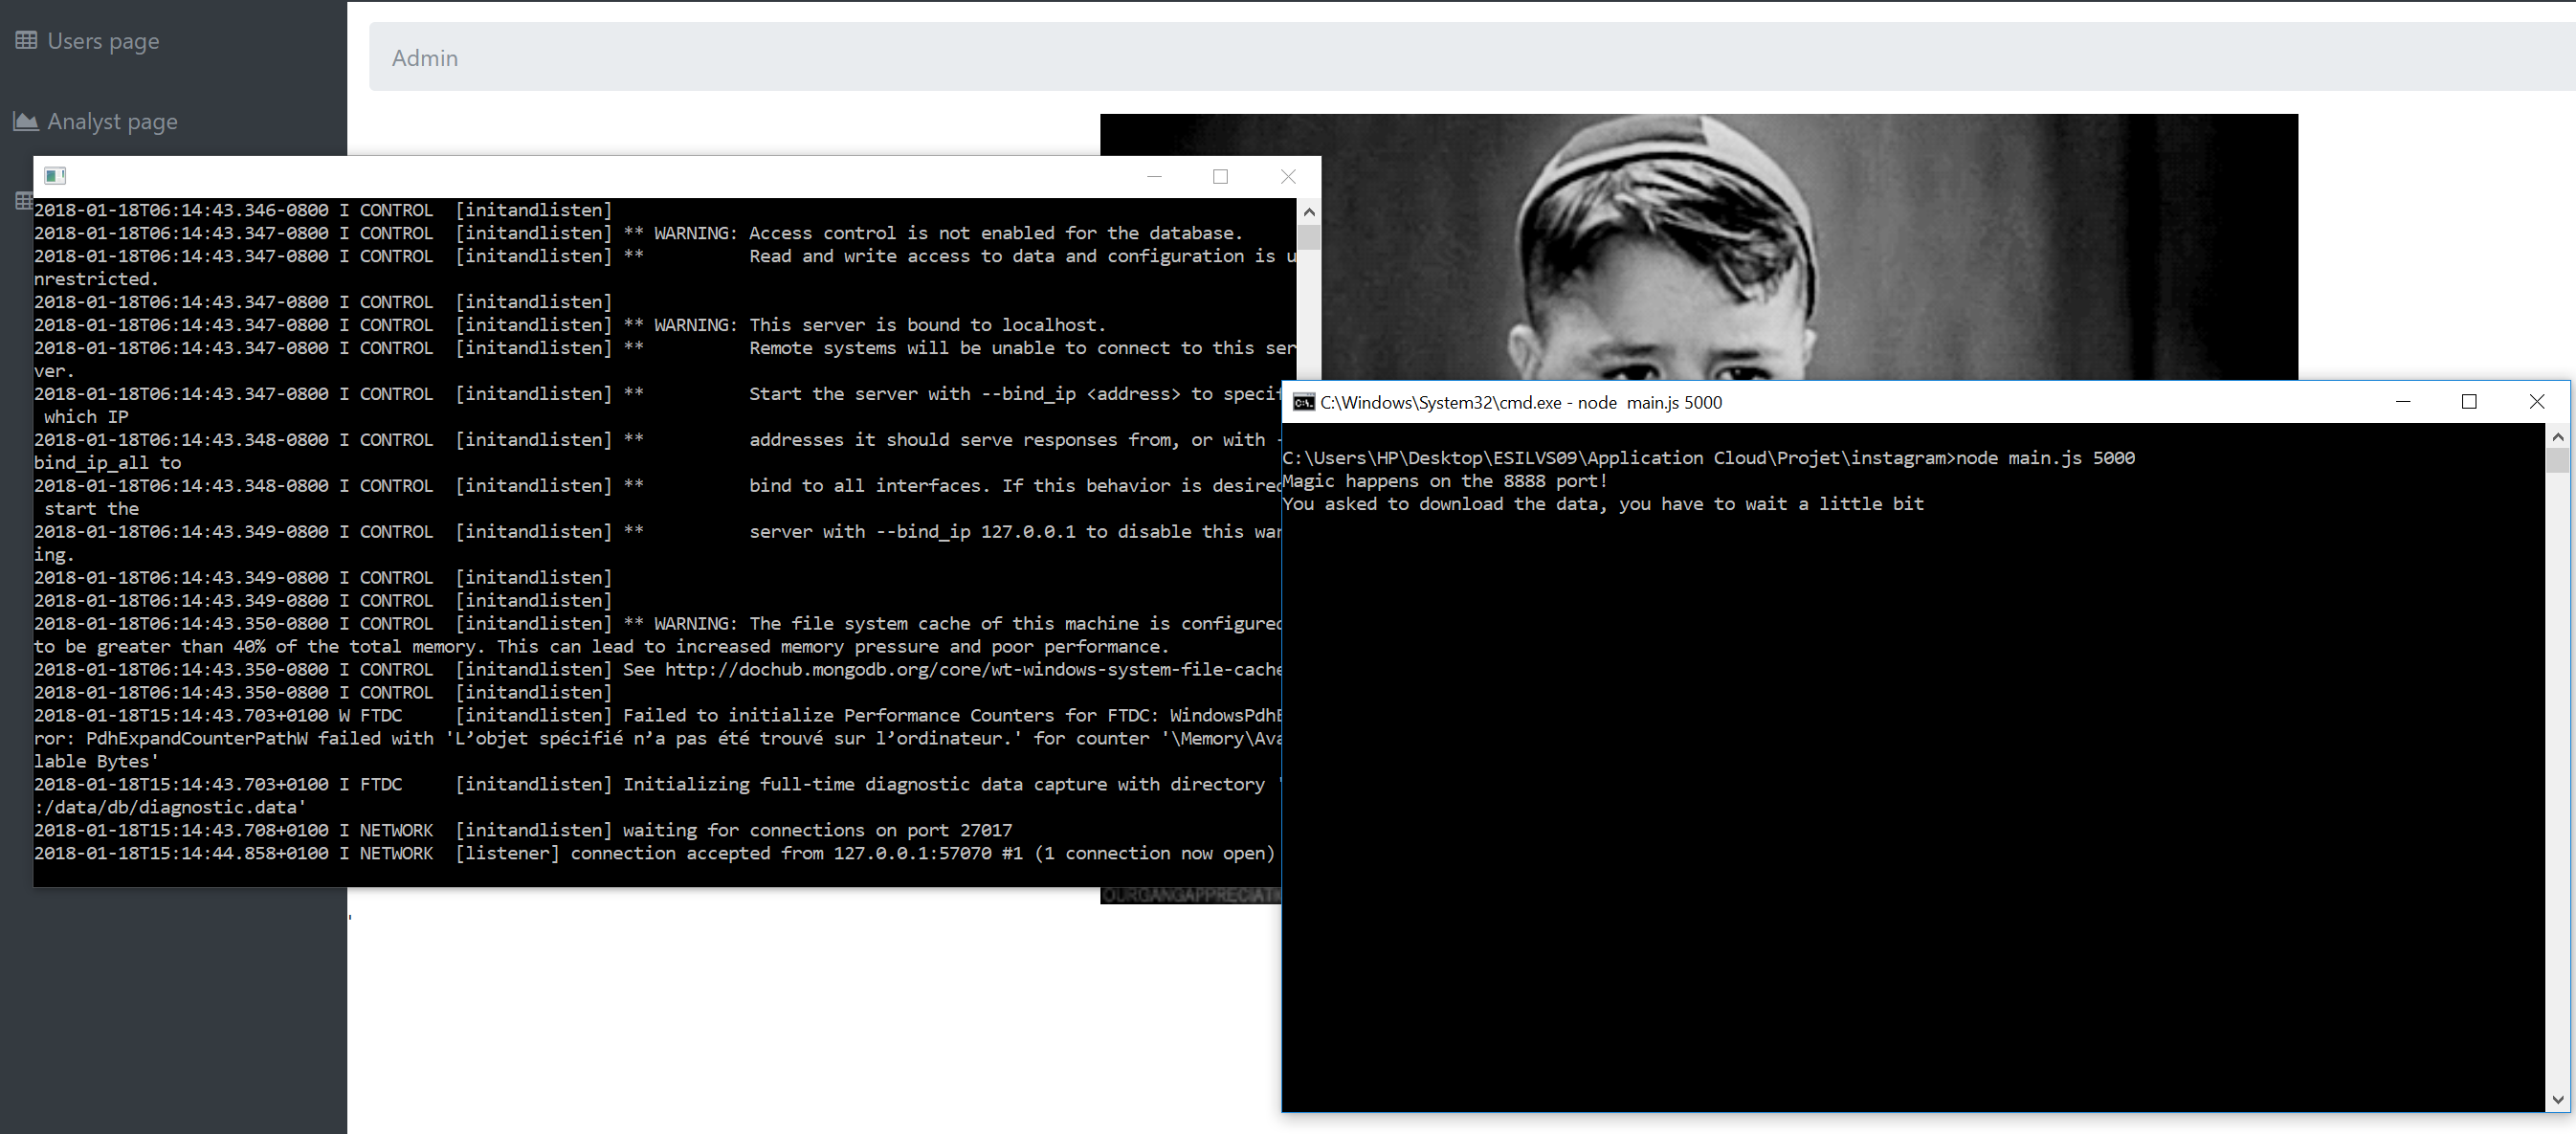 Users page
Analyst page
Admin
2018-01-18T06:14:43.346-0800 I CONTROL  [initandlisten]
2018-01-18T06:14:43.347-0800 I CONTROL  [initandlisten] ** WARNING: Access control is not enabled for the database.
2018-01-18T06:14:43.347-0800 I CONTROL  [initandlisten] **          Read and write access to data and configuration is u
nrestricted.
2018-01-18T06:14:43.347-0800 I CONTROL  [initandlisten]
2018-01-18T06:14:43.347-0800 I CONTROL  [initandlisten] ** WARNING: This server is bound to localhost.
2018-01-18T06:14:43.347-0800 I CONTROL  [initandlisten] **          Remote systems will be unable to connect to this ser
ver.
2018-01-18T06:14:43.347-0800 I CONTROL  [initandlisten] **          Start the server with --bind_ip <address> to specif
 which IP
2018-01-18T06:14:43.348-0800 I CONTROL  [initandlisten] **          addresses it should serve responses from, or with -
bind_ip_all to
2018-01-18T06:14:43.348-0800 I CONTROL  [initandlisten] **          bind to all interfaces. If this behavior is desired
 start the
2018-01-18T06:14:43.349-0800 I CONTROL  [initandlisten] **          server with --bind_ip 127.0.0.1 to disable this war
ing.
2018-01-18T06:14:43.349-0800 I CONTROL  [initandlisten]
2018-01-18T06:14:43.349-0800 I CONTROL  [initandlisten]
2018-01-18T06:14:43.350-0800 I CONTROL  [initandlisten] ** WARNING: The file system cache of this machine is configured
to be greater than 40% of the total memory. This can lead to increased memory pressure and poor performance.
2018-01-18T06:14:43.350-0800 I CONTROL  [initandlisten] See http://dochub.mongodb.org/core/wt-windows-system-file-cache
2018-01-18T06:14:43.350-0800 I CONTROL  [initandlisten]
2018-01-18T15:14:43.703+0100 W FTDC     [initandlisten] Failed to initialize Performance Counters for FTDC: WindowsPdhE
ror: PdhExpandCounterPathW failed with 'L’objet spécifié n’a pas été trouvé sur l’ordinateur.' for counter '\Memory\Ava
lable Bytes'
2018-01-18T15:14:43.703+0100 I FTDC     [initandlisten] Initializing full-time diagnostic data capture with directory '
:/data/db/diagnostic.data'
2018-01-18T15:14:43.708+0100 I NETWORK  [initandlisten] waiting for connections on port 27017
2018-01-18T15:14:44.858+0100 I NETWORK  [listener] connection accepted from 127.0.0.1:57070 #1 (1 connection now open)
C:\Windows\System32\cmd.exe - node  main.js 5000
C:\Users\HP\Desktop\ESILVS09\Application Cloud\Projet\instagram>node main.js 5000
Magic happens on the 8888 port!
You asked to download the data, you have to wait a little bit
OURGANGAPPRECIATI
'